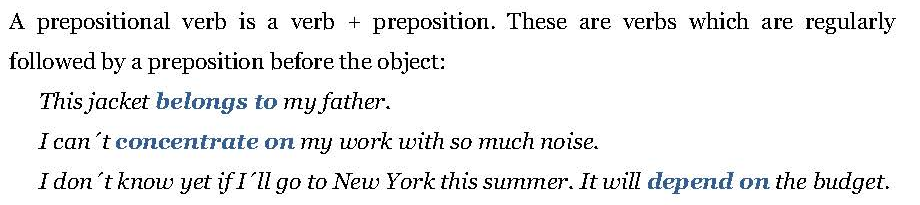 A prepositional verb is a verb + preposition. These are verbs which are regularly
followed by a preposition before the object:
This jacket belongs to my father.
I can´t concentrate on my work with so much noise.
I don´t know yet if I´ll go to New York this summer. It will depend on the budget.